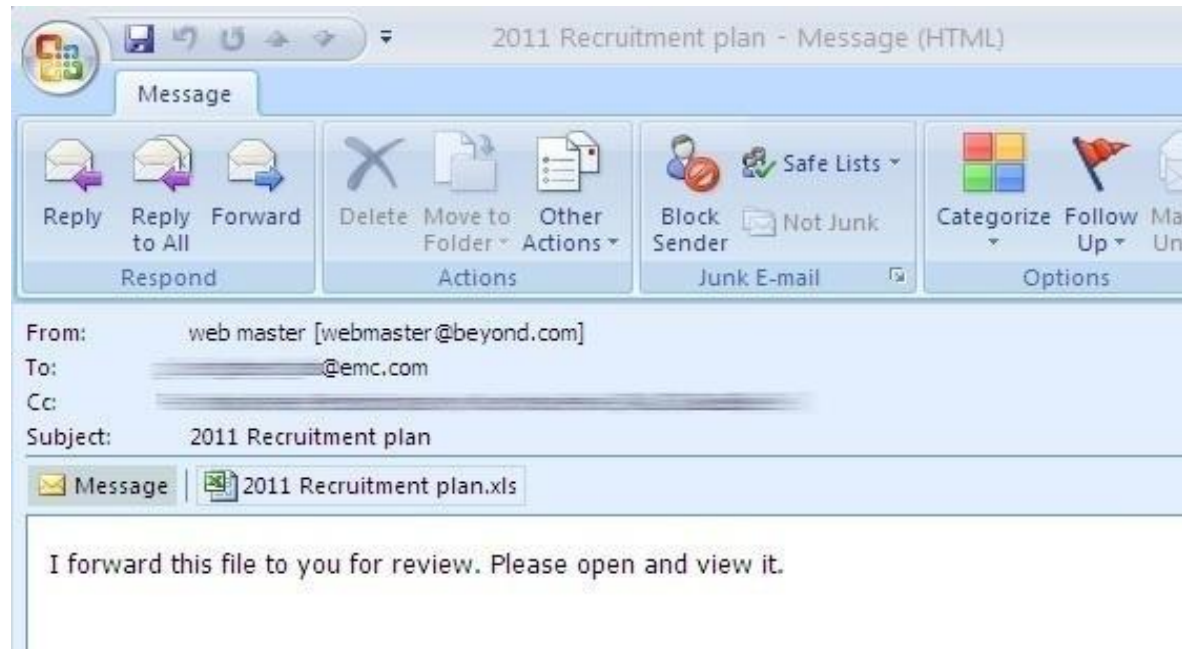 2011 Recruitment plan - Message (HTML)
Message
Reply
Reply to All
Forward
Delete
Move to Folder
Other Actions
Block Sender
Safe Lists
Not Junk
Categorize
Follow Up
Respond
Actions
Junk E-mail
Options
From: web master [webmaster@beyond.com]
To: @emc.com
Cc:
Subject: 2011 Recruitment plan
Message 2011 Recruitment plan.xls
I forward this file to you for review. Please open and view it.